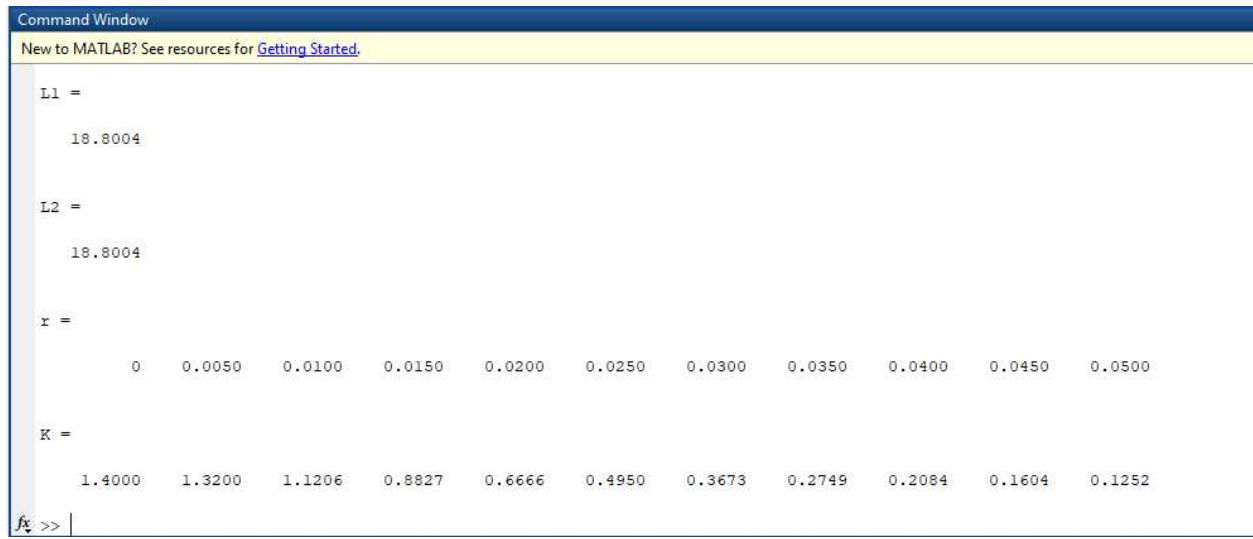 Command Window
New to MATLAB? See resources for Getting Started.
L1 =
18.8004
L2 =
18.8004
r =
0 0.0050 0.0100 0.0150 0.0200 0.0250 0.0300 0.0350 0.0400 0.0450 0.0500
K =
1.4000 1.3200 1.1206 0.8827 0.6666 0.4950 0.3673 0.2749 0.2084 0.1604 0.1252
fx >>